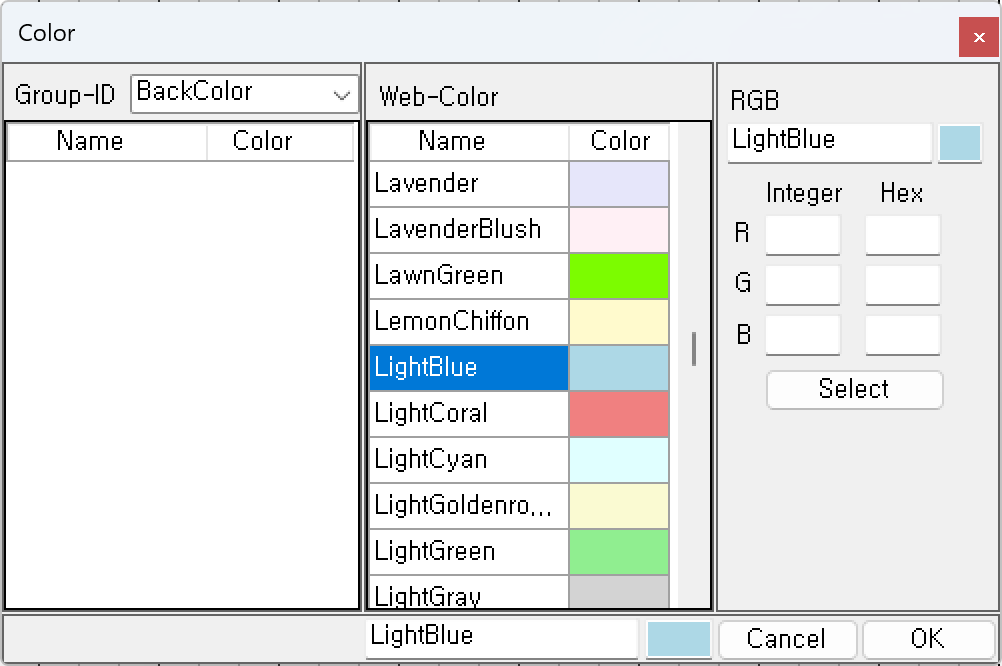 Color
Group-ID BackColor
Name Color
Web-Color
Name Color
Lavender
LavenderBlush
LawnGreen
LemonChiffon
LightBlue
LightCoral
LightCyan
LightGoldenro...
LightGreen
LightGray
RGB
LightBlue
Integer Hex
R
G
B
Select
LightBlue
Cancel OK